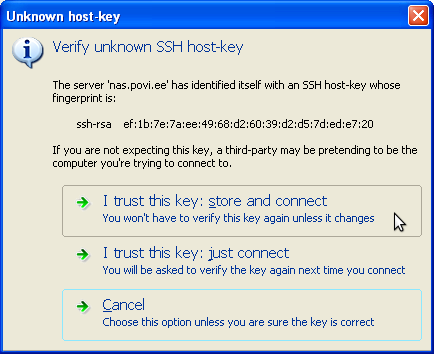 Unknown host-key
Verify unknown SSH host-key
The server 'nas.povi.ee' has identified itself with an SSH host-key whose
fingerprint is:
ssh-rsa ef:1b:7e:7a:ee:49:68:d2:60:39:d2:d5:7d:ed:e7:20
If you are not expecting this key, a third-party may be pretending to be the
computer you're trying to connect to.
I trust this key: store and connect
You won't have to verify this key again unless it changes
I trust this key: just connect
You will be asked to verify the key again next time you connect
Cancel
Choose this option unless you are sure the key is correct